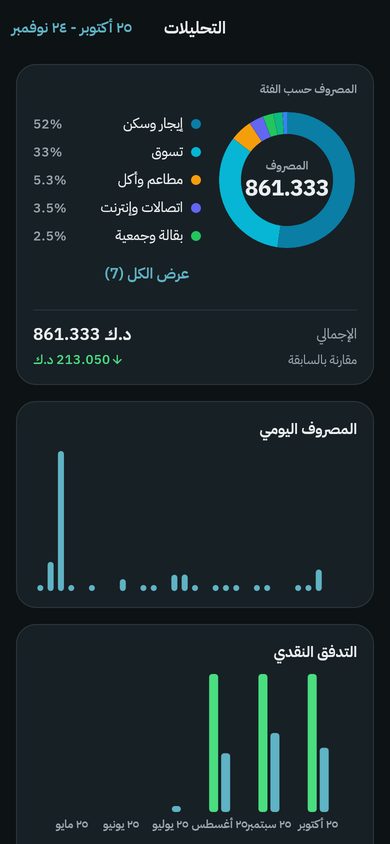 التحليلات
٢٥ أكتوبر - ٢٤ نوفمبر
المصروف حسب الفئة
المصروف
861.333
إيجار وسكن 52%
تسوق 33%
مطاعم وأكل 5.3%
اتصالات وإنترنت 3.5%
بقالة وجمعية 2.5%
عرض الكل (7)
الإجمالي 861.333 د.ك
مقارنة بالسابقة ↓ 213.050 د.ك
المصروف اليومي
التدفق النقدي
٢٥ أكتوبر ٢٥ سبتمبر ٢٥ أغسطس ٢٥ يوليو ٢٥ يونيو ٢٥ مايو